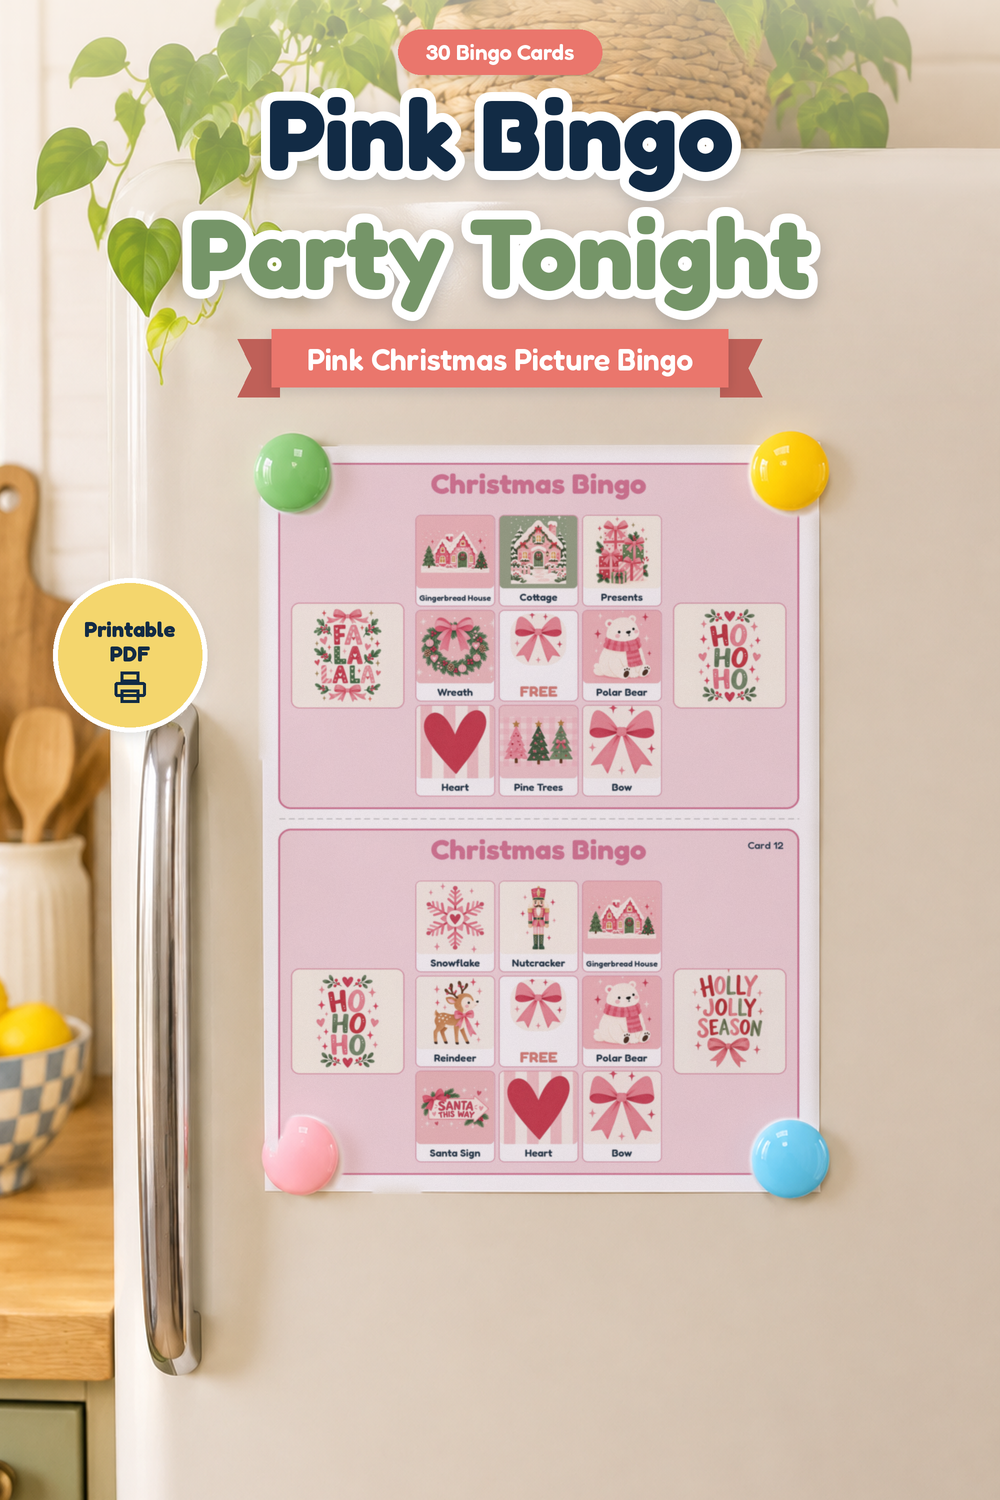 30 Bingo Cards
Pink Bingo
Party Tonight
Pink Christmas Picture Bingo
Printable
PDF
Christmas Bingo
Gingerbread House
Cottage
Presents
FA
LA
LALA
HO
HO
HO
Wreath
FREE
Polar Bear
Heart
Pine Trees
Bow
Christmas Bingo
Card 12
Snowflake
Nutcracker
Gingerbread House
HO
HO
HO
HOLLY
JOLLY
SEASON
Reindeer
FREE
Polar Bear
SANTA
THIS WAY
Santa Sign
Heart
Bow